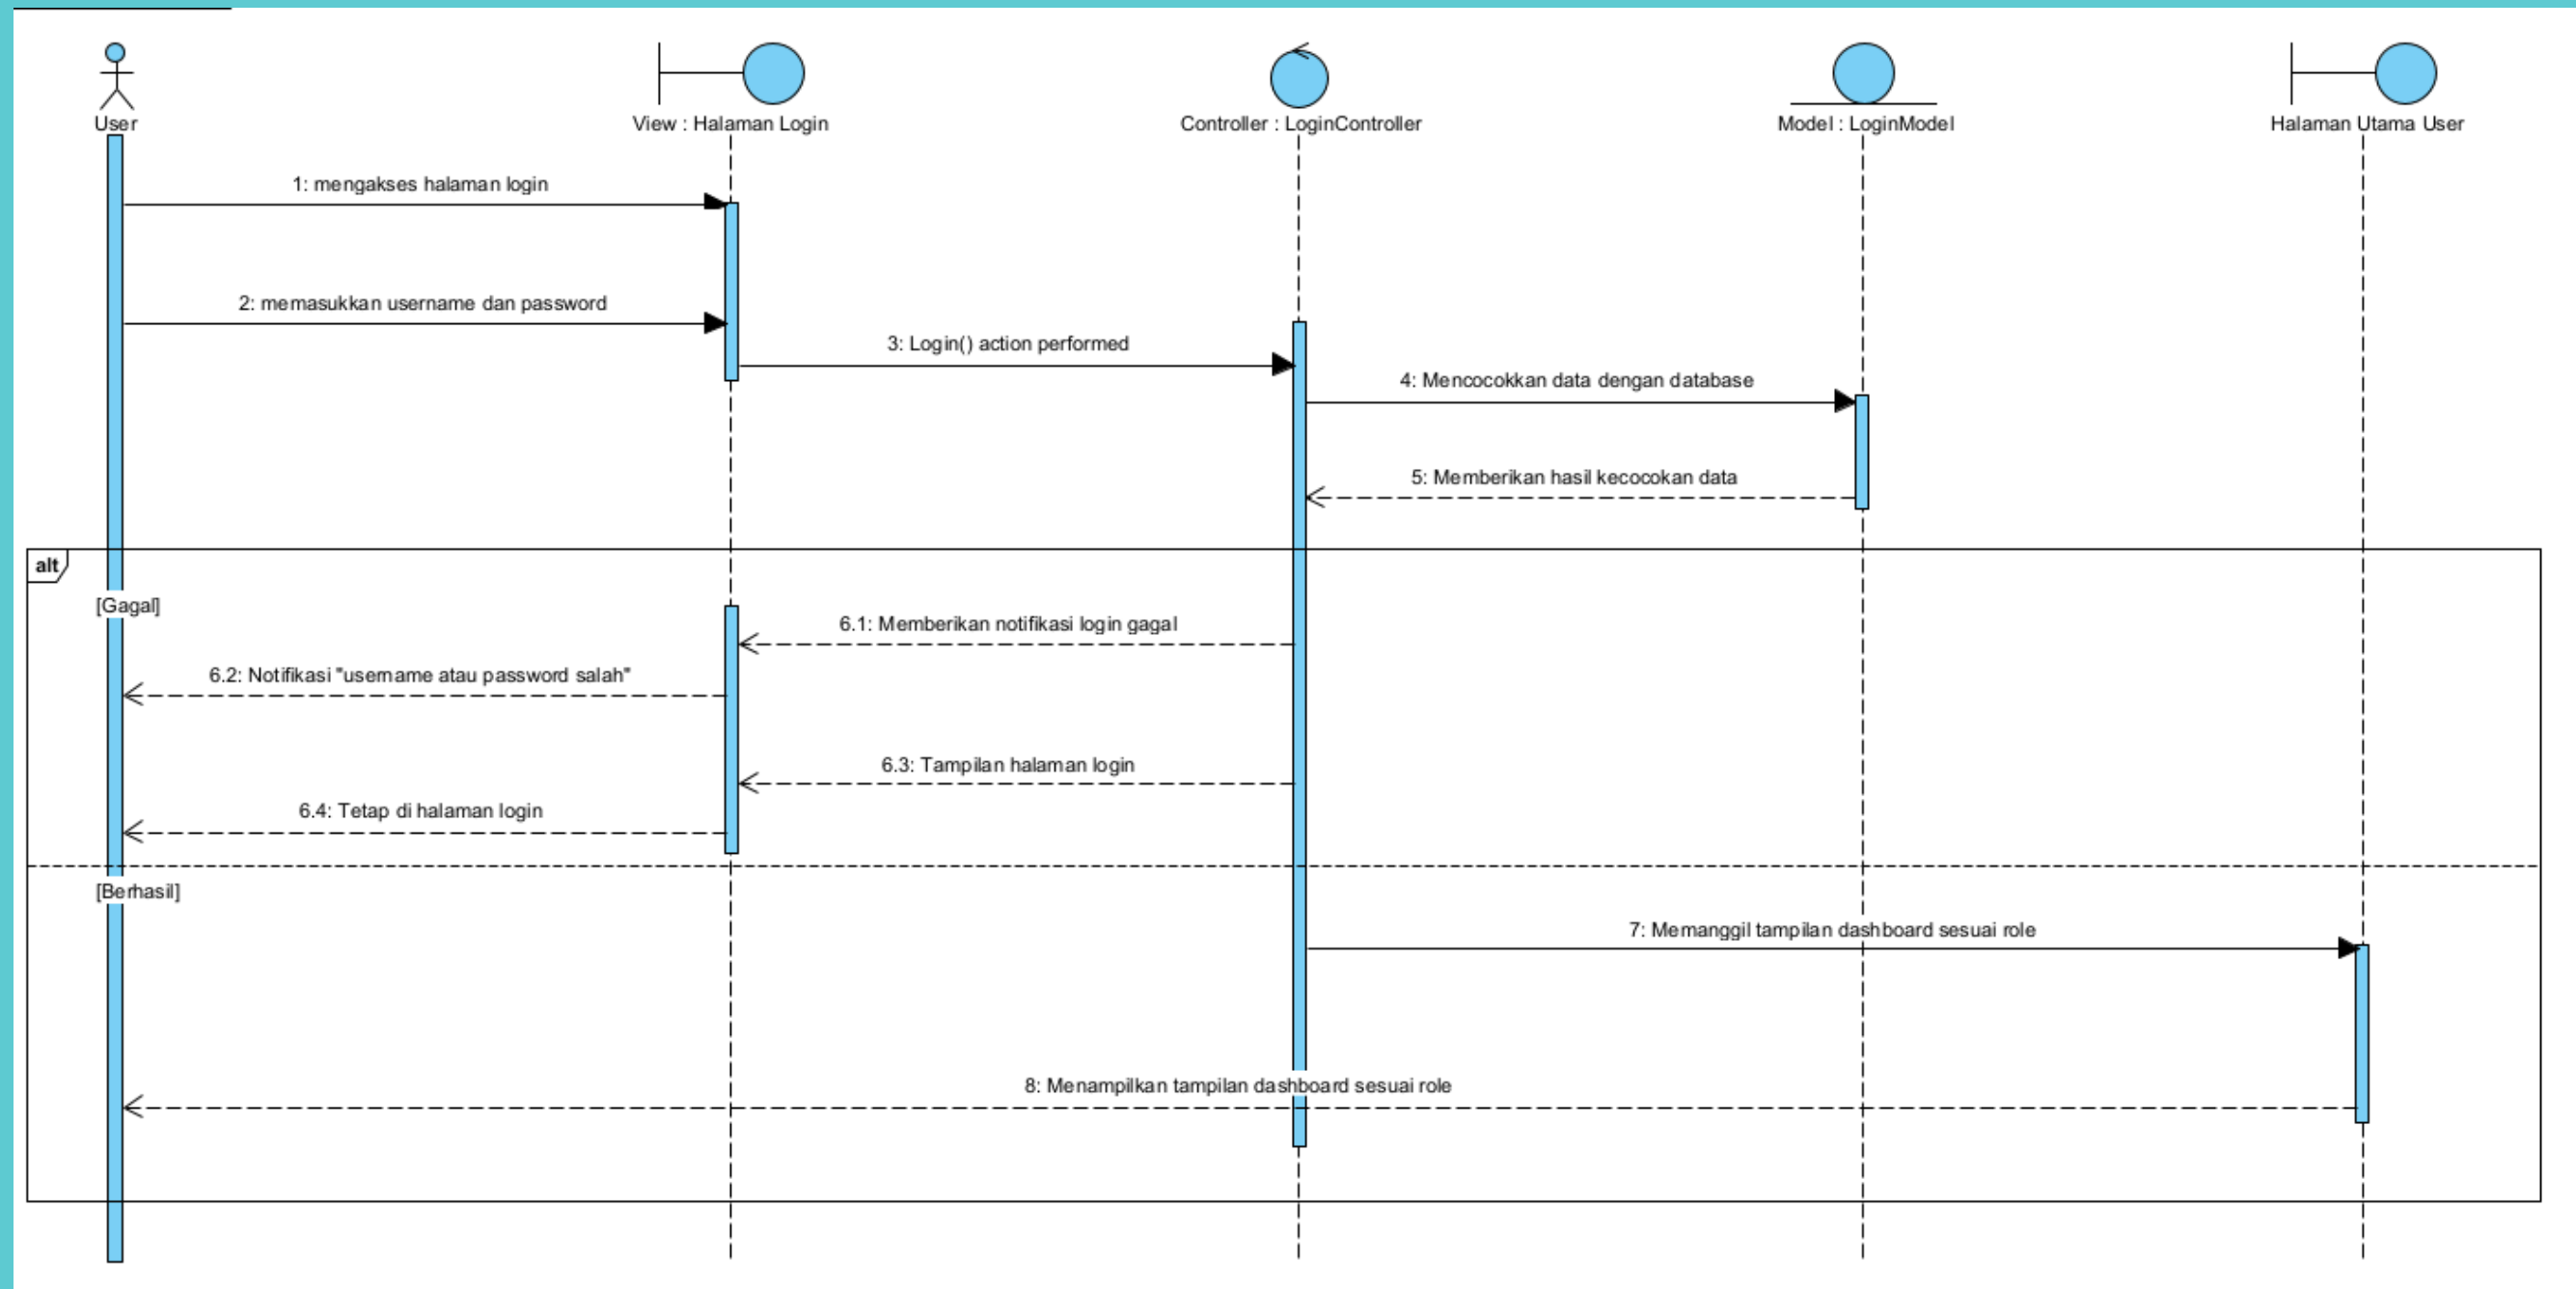 User
View : Halaman Login
Controller : LoginController
Model : LoginModel
Halaman Utama User
1: mengakses halaman login
2: memasukkan username dan password
3: Login() action performed
4: Mencocokkan data dengan database
5: Memberikan hasil kecocokan data
alt
[Gagal]
6.1: Memberikan notifikasi login gagal
6.2: Notifikasi "username atau password salah"
6.3: Tampilan halaman login
6.4: Tetap di halaman login
[Berhasil]
7: Memanggil tampilan dashboard sesuai role
8: Menampilkan tampilan dashboard sesuai role